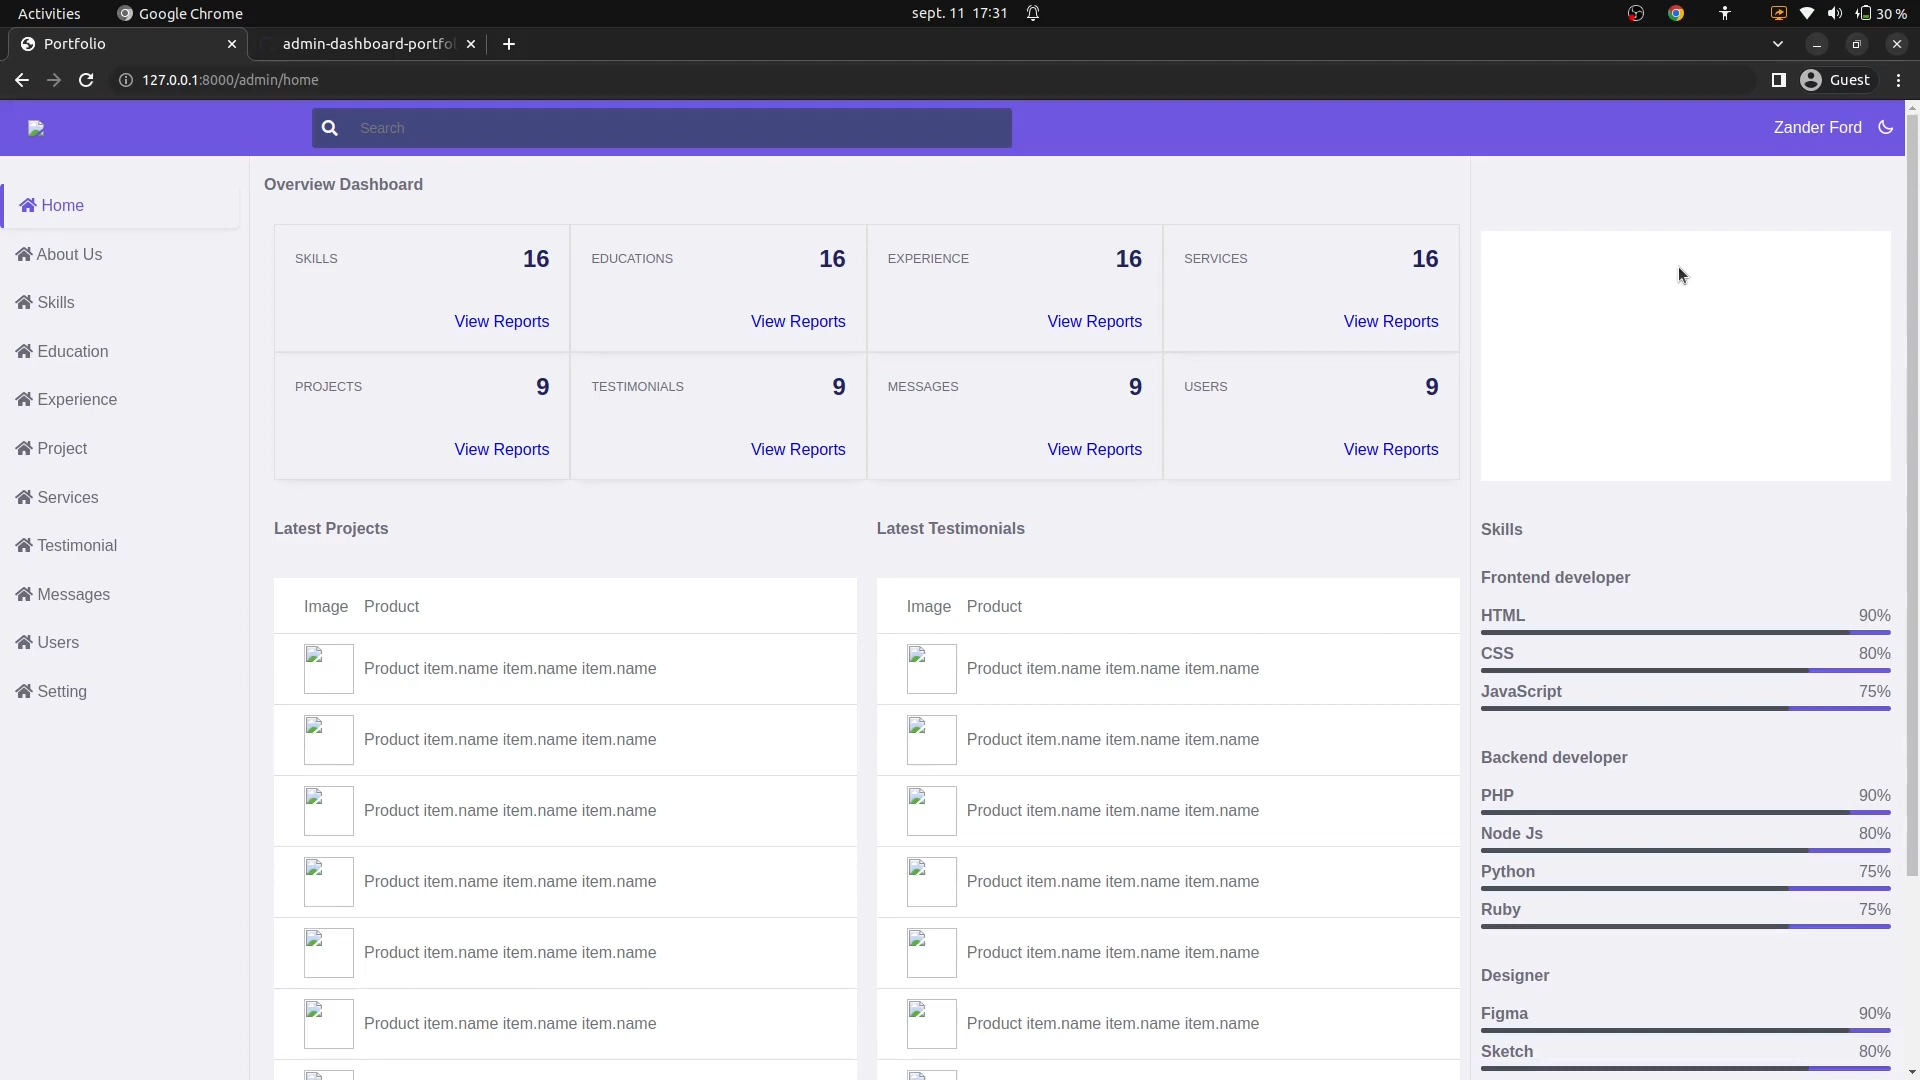 Activities
Google Chrome
sept. 11 17:31
30 %
Portfolio
admin-dashboard-portfol
127.0.0.1:8000/admin/home
Guest
Search
Zander Ford
Home
About Us
Skills
Education
Experience
Project
Services
Testimonial
Messages
Users
Setting
Overview Dashboard
SKILLS 16
View Reports
EDUCATIONS 16
View Reports
EXPERIENCE 16
View Reports
SERVICES 16
View Reports
PROJECTS 9
View Reports
TESTIMONIALS 9
View Reports
MESSAGES 9
View Reports
USERS 9
View Reports
Latest Projects
Image Product
Product item.name item.name item.name
Product item.name item.name item.name
Product item.name item.name item.name
Product item.name item.name item.name
Product item.name item.name item.name
Product item.name item.name item.name
Latest Testimonials
Image Product
Product item.name item.name item.name
Product item.name item.name item.name
Product item.name item.name item.name
Product item.name item.name item.name
Product item.name item.name item.name
Product item.name item.name item.name
Skills
Frontend developer
HTML 90%
CSS 80%
JavaScript 75%
Backend developer
PHP 90%
Node Js 80%
Python 75%
Ruby 75%
Designer
Figma 90%
Sketch 80%